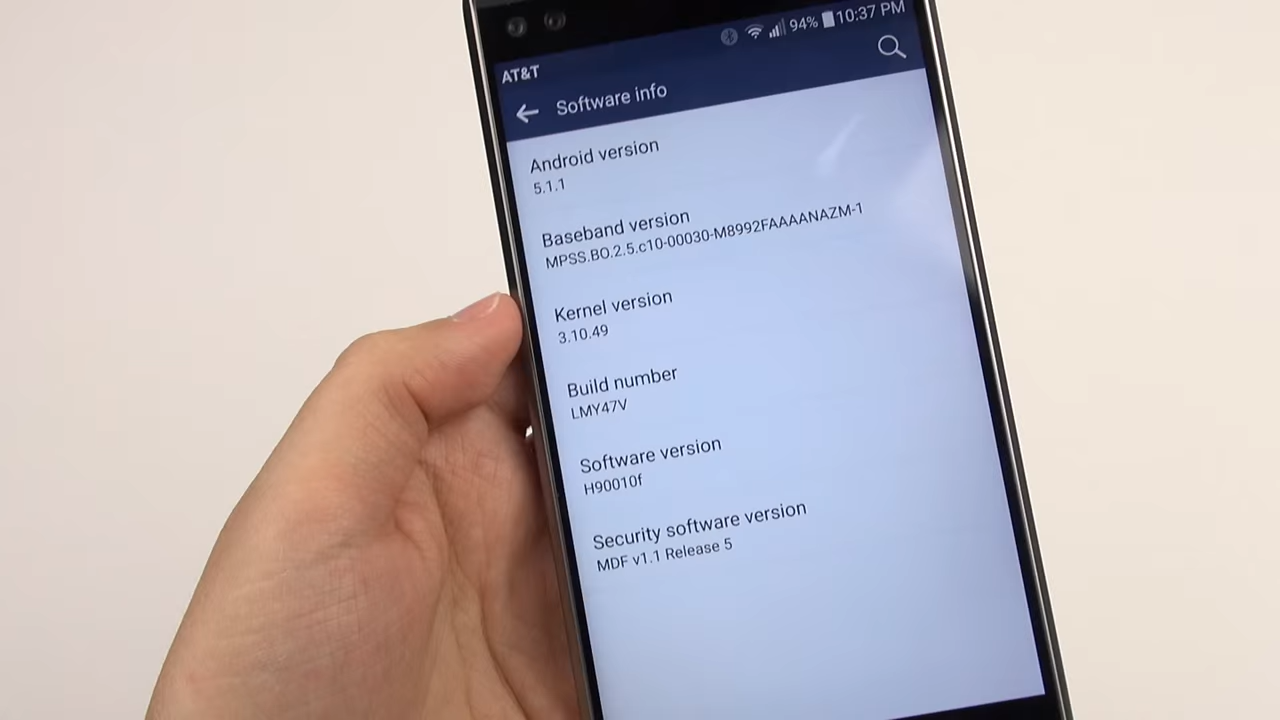 94% 10:37 PM
AT&T
Software info
Android version
5.1.1
Baseband version
MPSS.BO.2.5.c10-00030-M8992FAAAANAZM-1
Kernel version
3.10.49
Build number
LMY47V
Software version
H90010f
Security software version
MDF v1.1 Release 5